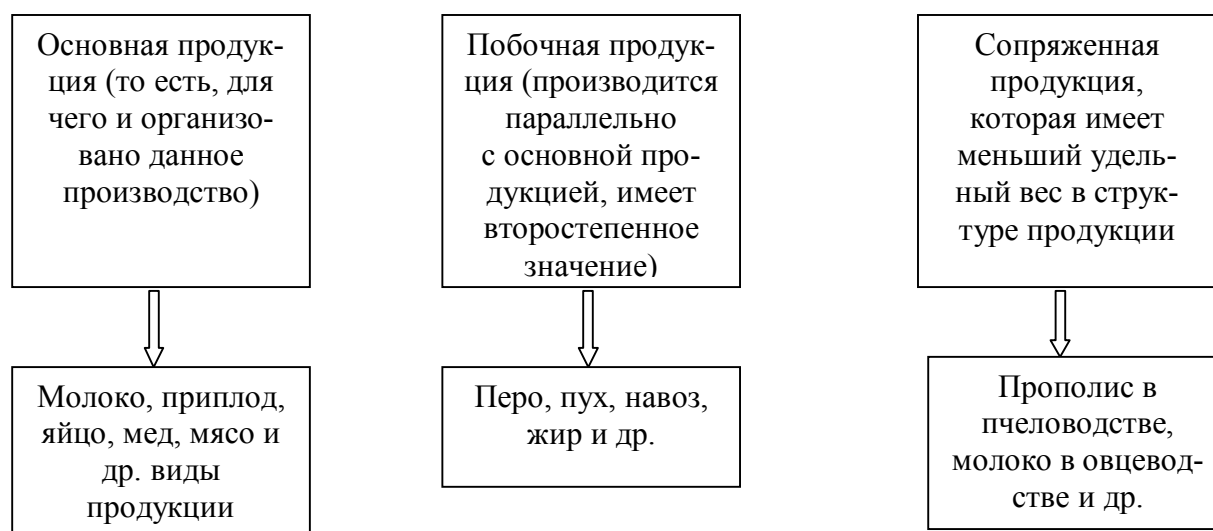 Основная продук-
ция (то есть, для
чего и организо-
вано данное
производство)
Побочная продук-
ция (производится
параллельно
с основной про-
дукцией, имеет
второстепенное
значение)
Сопряженная
продукция,
которая имеет
меньший удель-
ный вес в струк-
туре продукции
Молоко, приплод,
яйцо, мед, мясо и
др. виды
продукции
Перо, пух, навоз,
жир и др.
Прополис в
пчеловодстве,
молоко в овцевод-
стве и др.